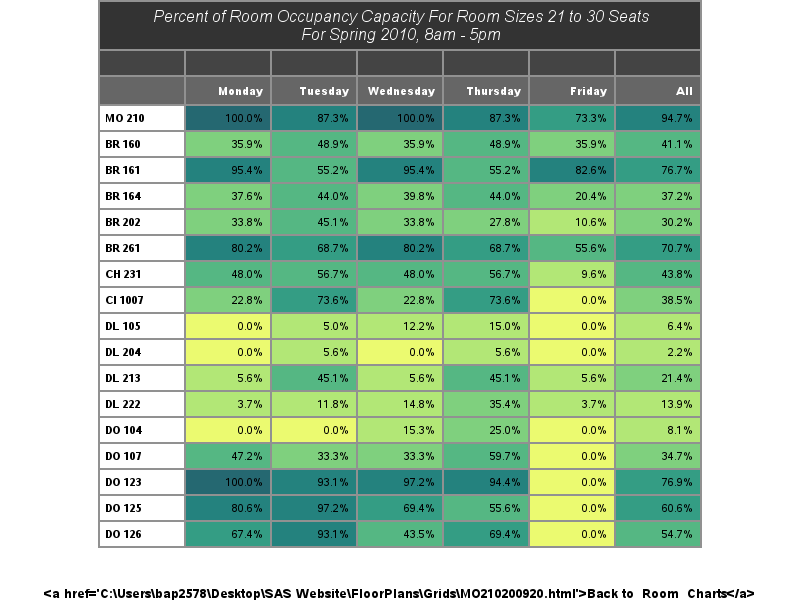 Percent of Room Occupancy Capacity For Room Sizes 21 to 30 Seats
For Spring 2010, 8am - 5pm
Monday Tuesday Wednesday Thursday Friday All
MO 210 100.0% 87.3% 100.0% 87.3% 73.3% 94.7%
BR 160 35.9% 48.9% 35.9% 48.9% 35.9% 41.1%
BR 161 95.4% 55.2% 95.4% 55.2% 82.6% 76.7%
BR 164 37.6% 44.0% 39.8% 44.0% 20.4% 37.2%
BR 202 33.8% 45.1% 33.8% 27.8% 10.6% 30.2%
BR 261 80.2% 68.7% 80.2% 68.7% 55.6% 70.7%
CH 231 48.0% 56.7% 48.0% 56.7% 9.6% 43.8%
CI 1007 22.8% 73.6% 22.8% 73.6% 0.0% 38.5%
DL 105 0.0% 5.0% 12.2% 15.0% 0.0% 6.4%
DL 204 0.0% 5.6% 0.0% 5.6% 0.0% 2.2%
DL 213 5.6% 45.1% 5.6% 45.1% 5.6% 21.4%
DL 222 3.7% 11.8% 14.8% 35.4% 3.7% 13.9%
DO 104 0.0% 0.0% 15.3% 25.0% 0.0% 8.1%
DO 107 47.2% 33.3% 33.3% 59.7% 0.0% 34.7%
DO 123 100.0% 93.1% 97.2% 94.4% 0.0% 76.9%
DO 125 80.6% 97.2% 69.4% 55.6% 0.0% 60.6%
DO 126 67.4% 93.1% 43.5% 69.4% 0.0% 54.7%
<a href='C:\Users\bap2578\Desktop\SAS_Website\FloorPlans\Grids\MO210200920.html'>Back to_Room_Charts</a>